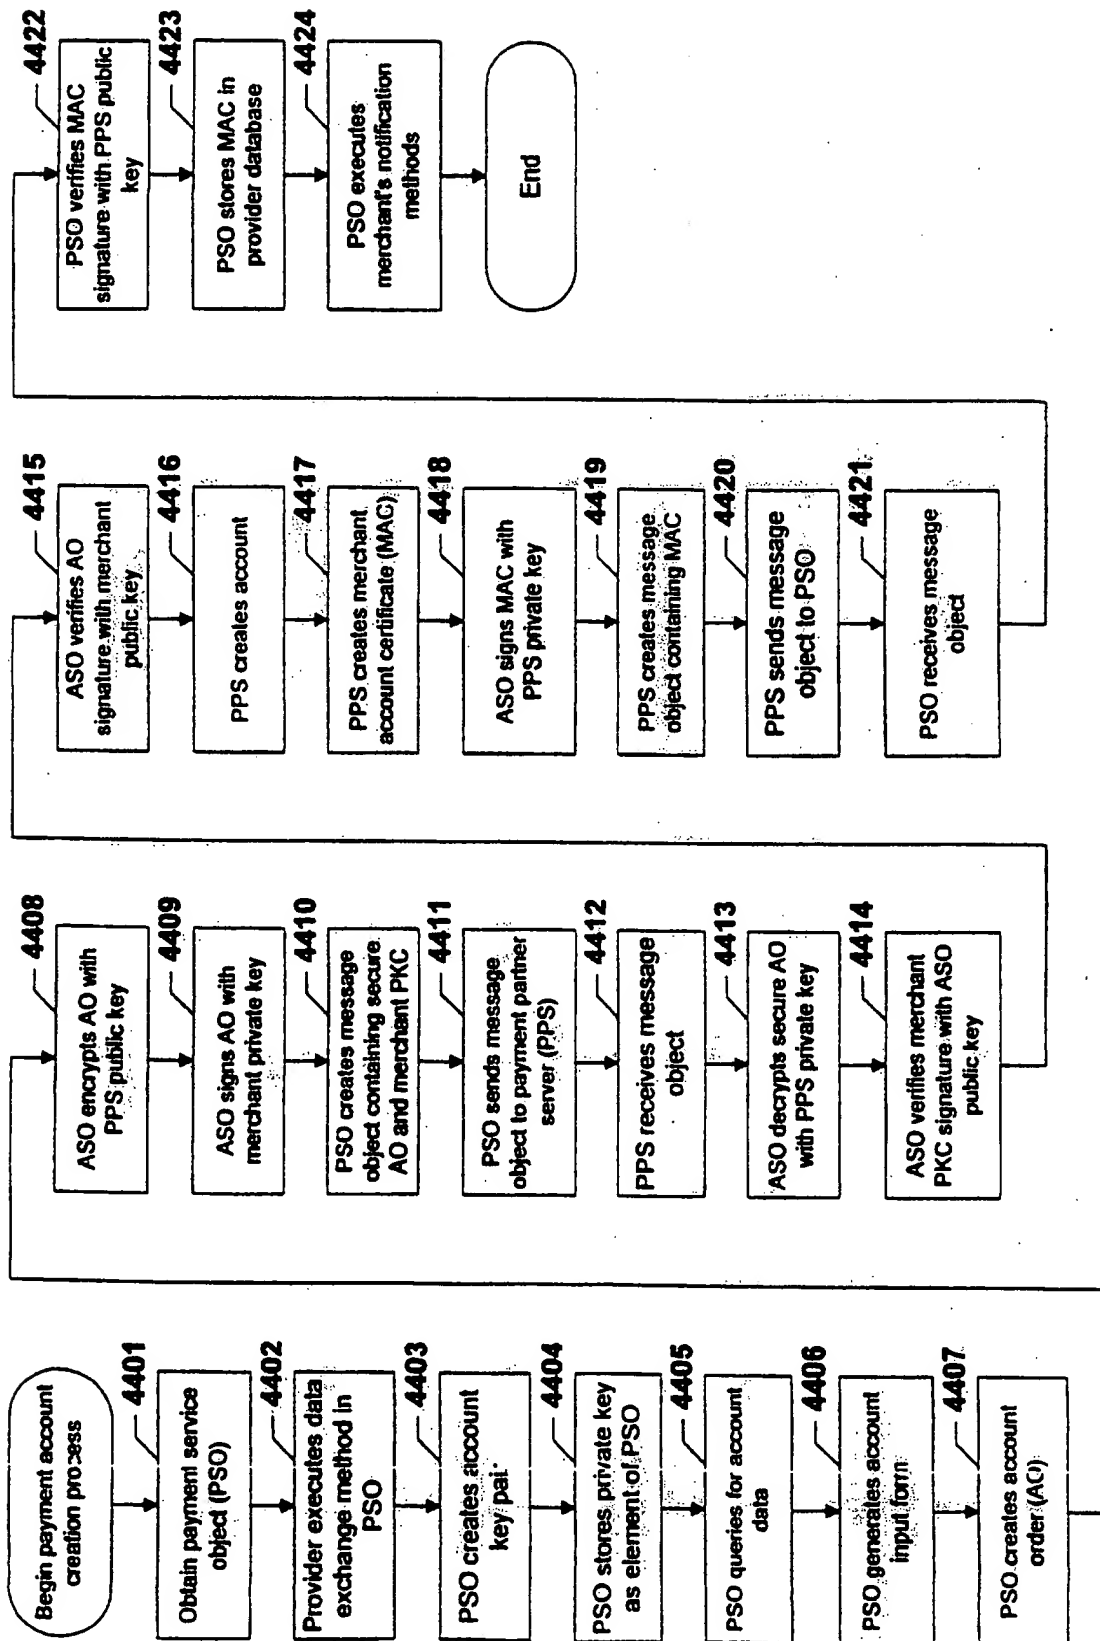 Begin payment account
creation process
4401
Obtain payment service
object (PSO)
4402
Provider executes data
exchange method in
PSO
4403
PSO creates account
key pai
4404
PSO stores private key
as element of PSO
4405
PSO queries for account
data
4406
PSO generates account
input form
4407
PSO creates account
order (AO)
4408
ASO encrypts AO with
PPS public key
4409
ASO signs AO with
merchant private key
4410
PSO creates message
object containing secure
AO and merchant PKC
4411
PSO sends message
object to payment partner
server (PPS)
4412
PPS receives message
object
4413
ASO decrypts secure AO
with PPS private key
4414
ASO verifies merchant
PKC signature with ASO
public key
4415
ASO verifies AO
signature with merchant
public key
4416
PPS creates account
4417
PPS creates merchant
account certificate (MAC)
4418
ASO signs MAC with
PPS private key
4419
PPS creates message
object containing MAC
4420
PPS sends message
object to PSO
4421
PSO receives message
object
4422
PSO verifies MAC
signature with PPS public
key
4423
PSO stores MAC in
provider database
4424
PSO executes
merchant's notification
methods
End